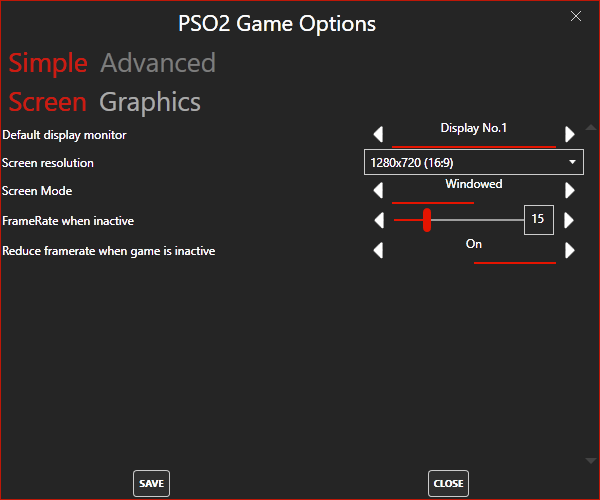 PSO2 Game Options
Simple Advanced
Screen Graphics
Default display monitor Display No.1
Screen resolution 1280x720 (16:9)
Screen Mode Windowed
FrameRate when inactive 15
Reduce framerate when game is inactive On
SAVE CLOSE